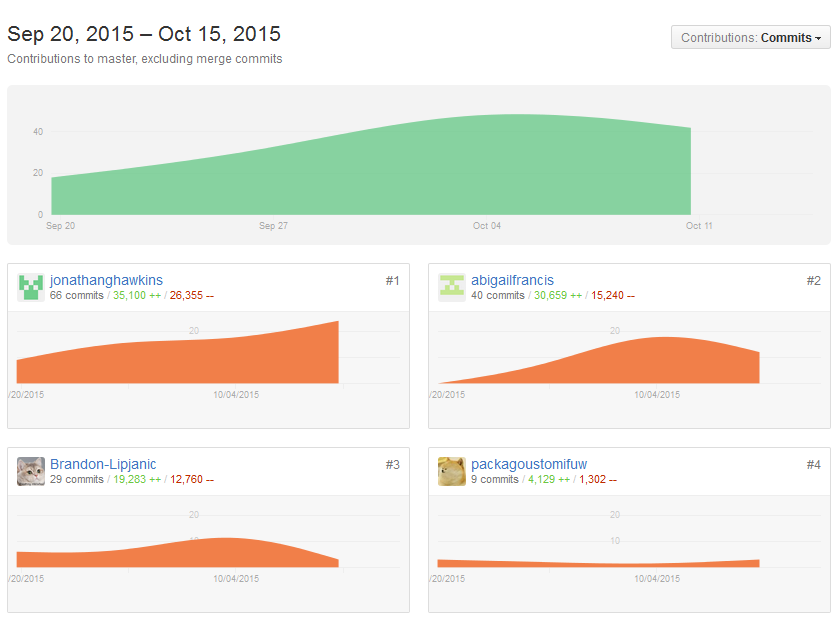 Sep 20, 2015 – Oct 15, 2015
Contributions: Commits
Contributions to master, excluding merge commits
40
20
0
Sep 20 Sep 27 Oct 04 Oct 11
jonathanghawkins #1
66 commits / 35,100 ++ / 26,355 --
20
/20/2015 10/04/2015
abigailfrancis #2
40 commits / 30,659 ++ / 15,240 --
20
/20/2015 10/04/2015
Brandon-Lipjanic #3
29 commits / 19,283 ++ / 12,760 --
20
10
/20/2015 10/04/2015
packagoustomifuw #4
9 commits / 4,129 ++ / 1,302 --
20
10
/20/2015 10/04/2015